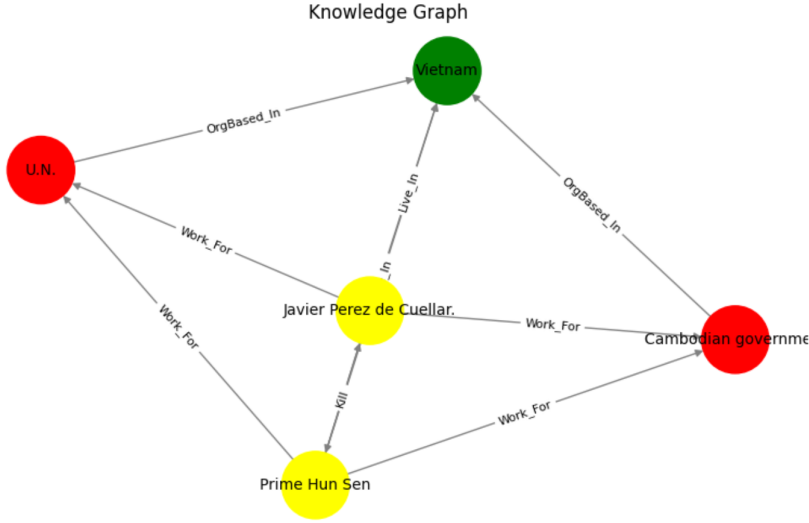 Knowledge Graph
Vietnam
OrgBased_In
U.N.
Live_In
OrgBased_In
Work_For
_In
Javier Perez de Cuellar.
Work_For
Work_For
Cambodian governme
Kill
Work_For
Prime Hun Sen